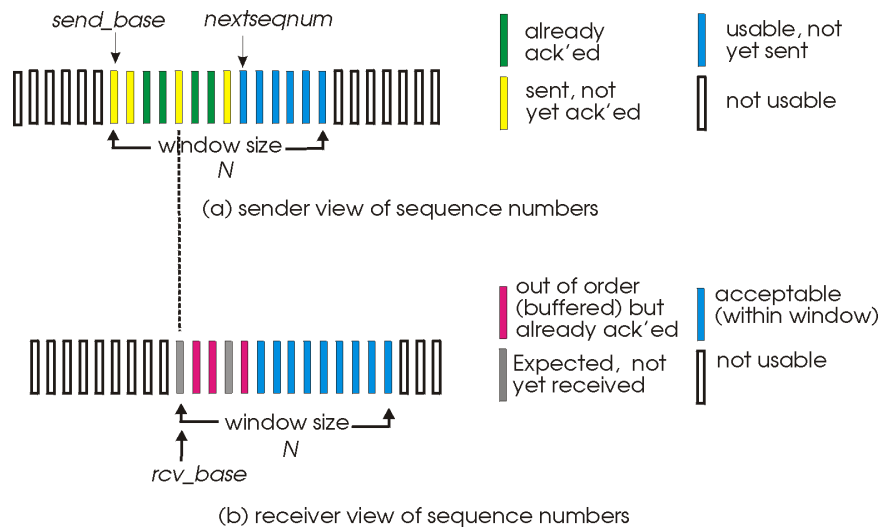 send_base
nextseqnum
already
ack'ed
usable, not
yet sent
sent, not
yet ack'ed
not usable
window size
N
(a) sender view of sequence numbers
out of order
(buffered) but
already ack'ed
acceptable
(within window)
Expected, not
yet received
not usable
window size
N
rcv_base
(b) receiver view of sequence numbers